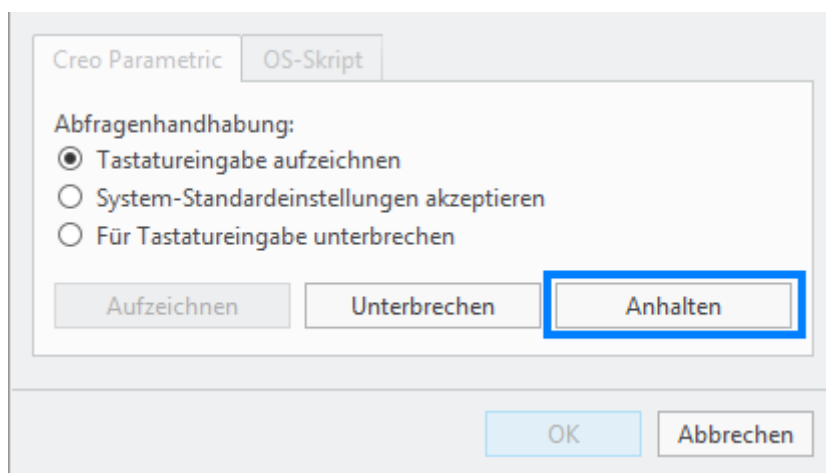 Creo Parametric OS-Skript
Abfragenhandhabung:
Tastatureingabe aufzeichnen
System-Standardeinstellungen akzeptieren
Für Tastatureingabe unterbrechen
Aufzeichnen Unterbrechen Anhalten
OK Abbrechen